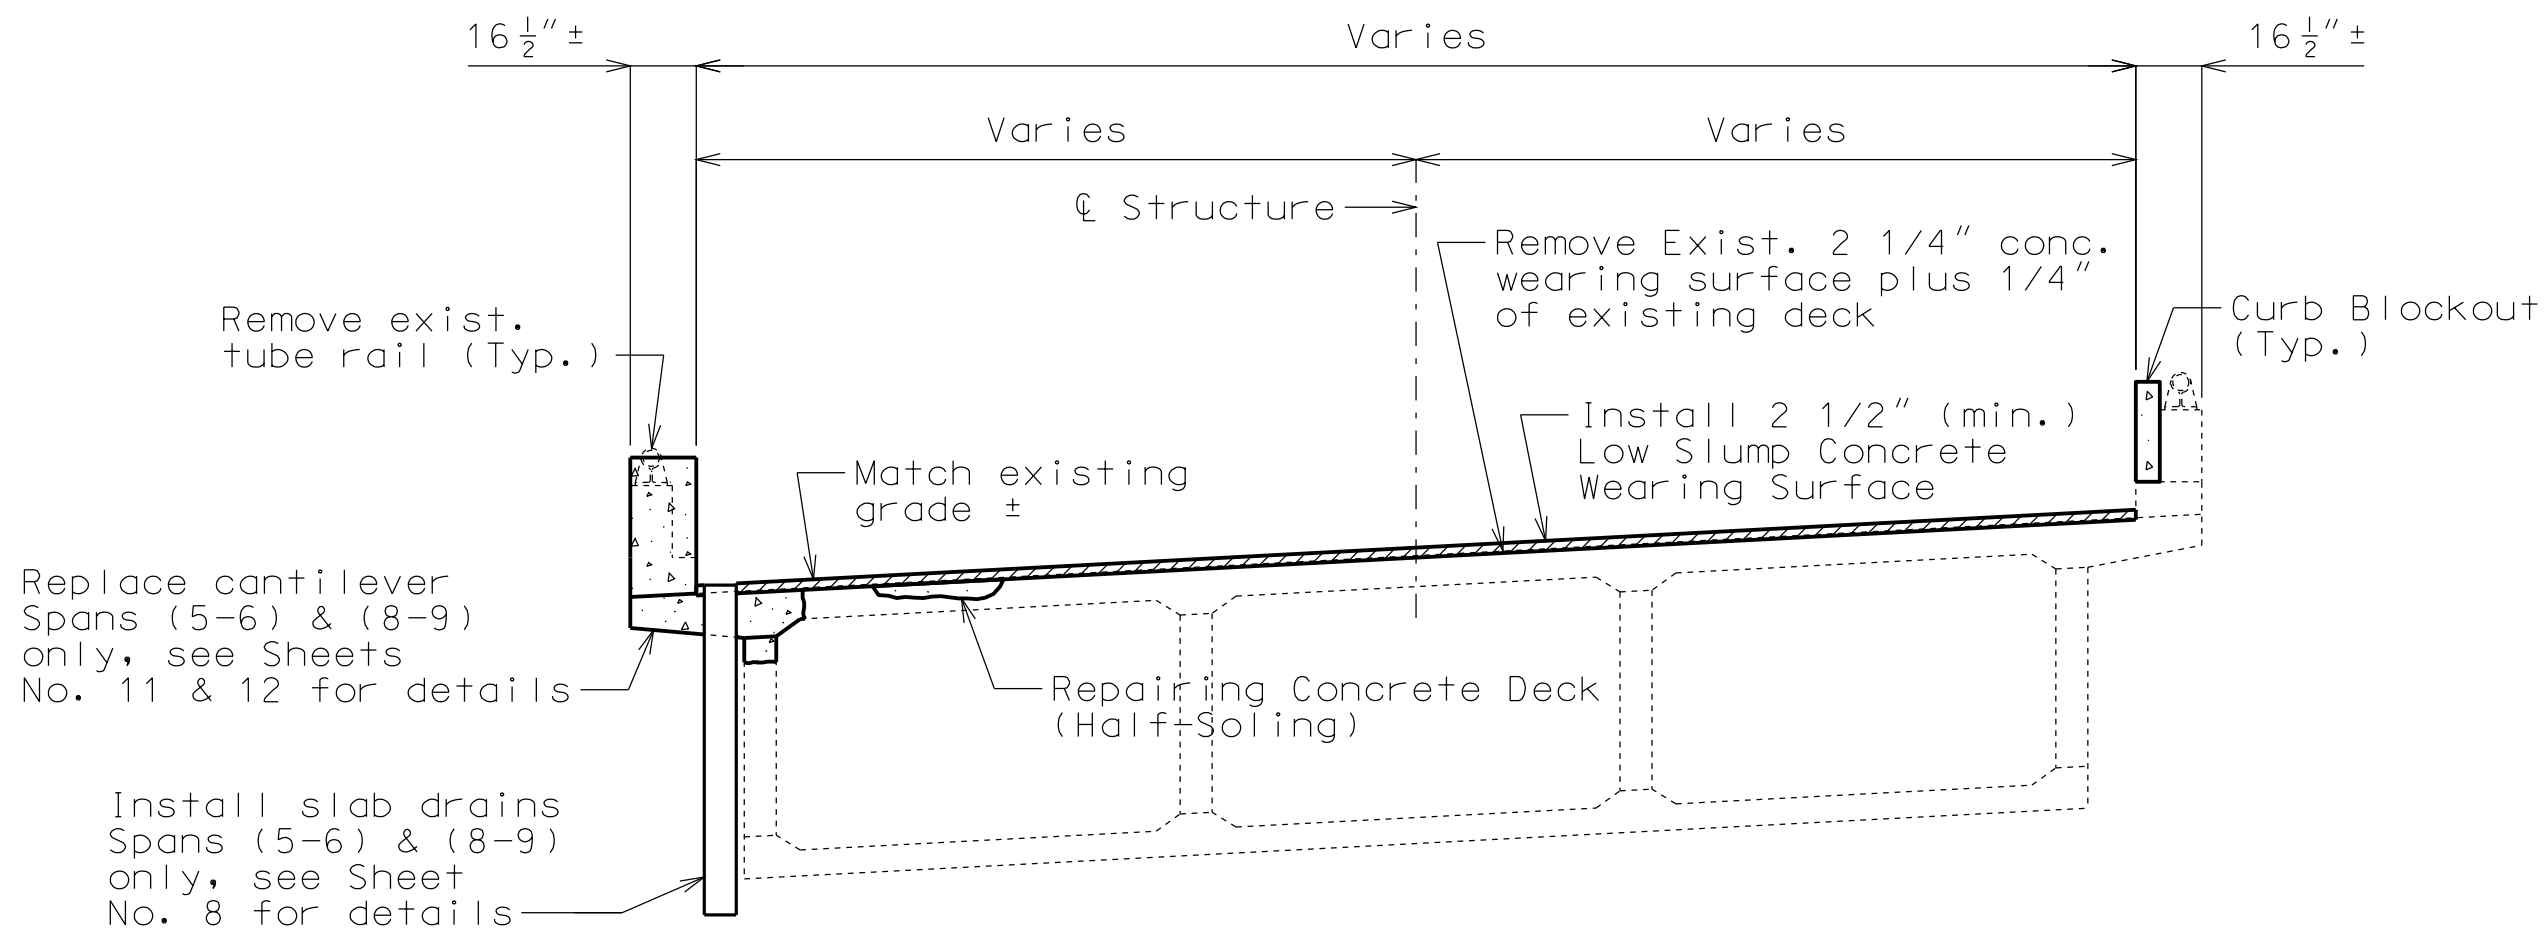 16 1/2" ±
Varies
16 1/2" ±
Varies
Varies
℄ Structure
Remove Exist. 2 1/4" conc.
wearing surface plus 1/4"
of existing deck
Remove exist.
tube rail (Typ.)
Curb Blockout
(Typ.)
Install 2 1/2" (min.)
Low Slump Concrete
Wearing Surface
Match existing
grade ±
Replace cantilever
Spans (5-6) & (8-9)
only, see Sheets
No. 11 & 12 for details
Repairing Concrete Deck
(Half-Soling)
Install slab drains
Spans (5-6) & (8-9)
only, see Sheet
No. 8 for details